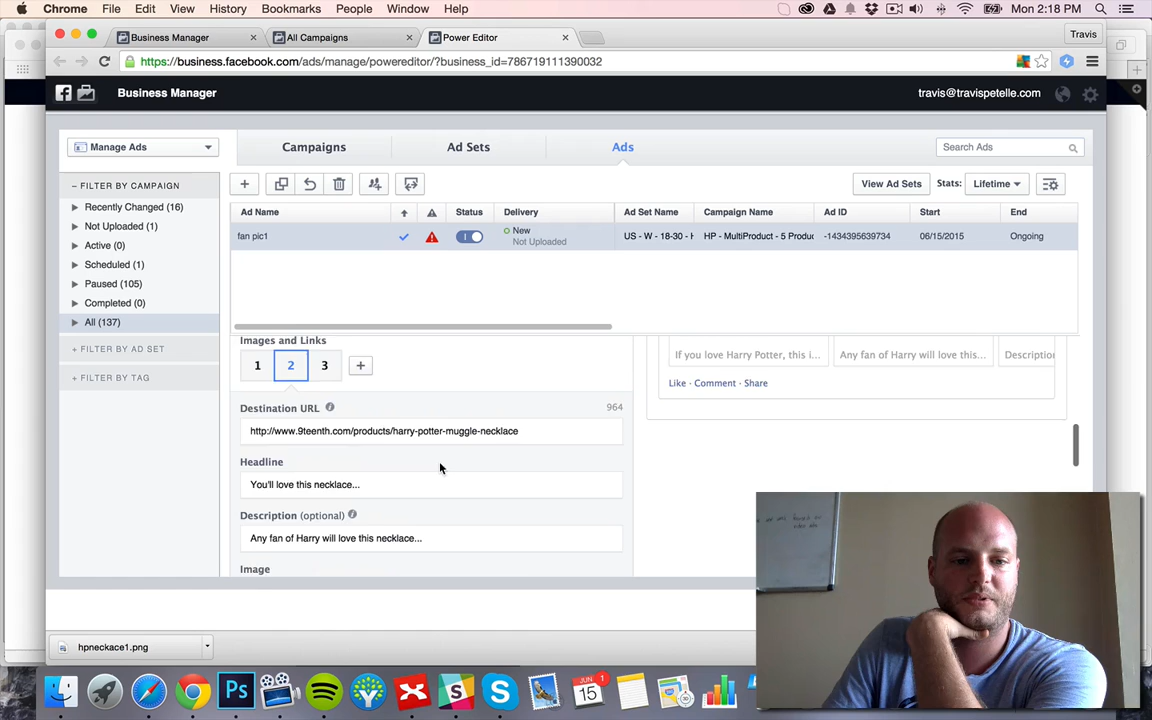 Chrome File Edit View History Bookmarks People Window Help Mon 2:18 PM
Business Manager All Campaigns Power Editor Travis
https://business.facebook.com/ads/manage/powereditor/?business_id=786719111390032
Business Manager travis@travispetelle.com
Manage Ads Campaigns Ad Sets Ads Search Ads
– FILTER BY CAMPAIGN
Recently Changed (16)
Not Uploaded (1)
Active (0)
Scheduled (1)
Paused (105)
Completed (0)
All (137)
+ FILTER BY AD SET
+ FILTER BY TAG
View Ad Sets Stats: Lifetime
Ad Name Status Delivery Ad Set Name Campaign Name Ad ID Start End
fan pic1 New US - W - 18-30 - HP - MultiProduct - 5 Produc -1434395639734 06/15/2015 Ongoing
Not Uploaded
Images and Links
1 2 3 +
Destination URL 964
http://www.9teenth.com/products/harry-potter-muggle-necklace
Headline
You'll love this necklace...
Description (optional)
Any fan of Harry will love this necklace...
Image
If you love Harry Potter, this i... Any fan of Harry will love this... Description
Like · Comment · Share
hpneckace1.png
JUN
15
1
Ps